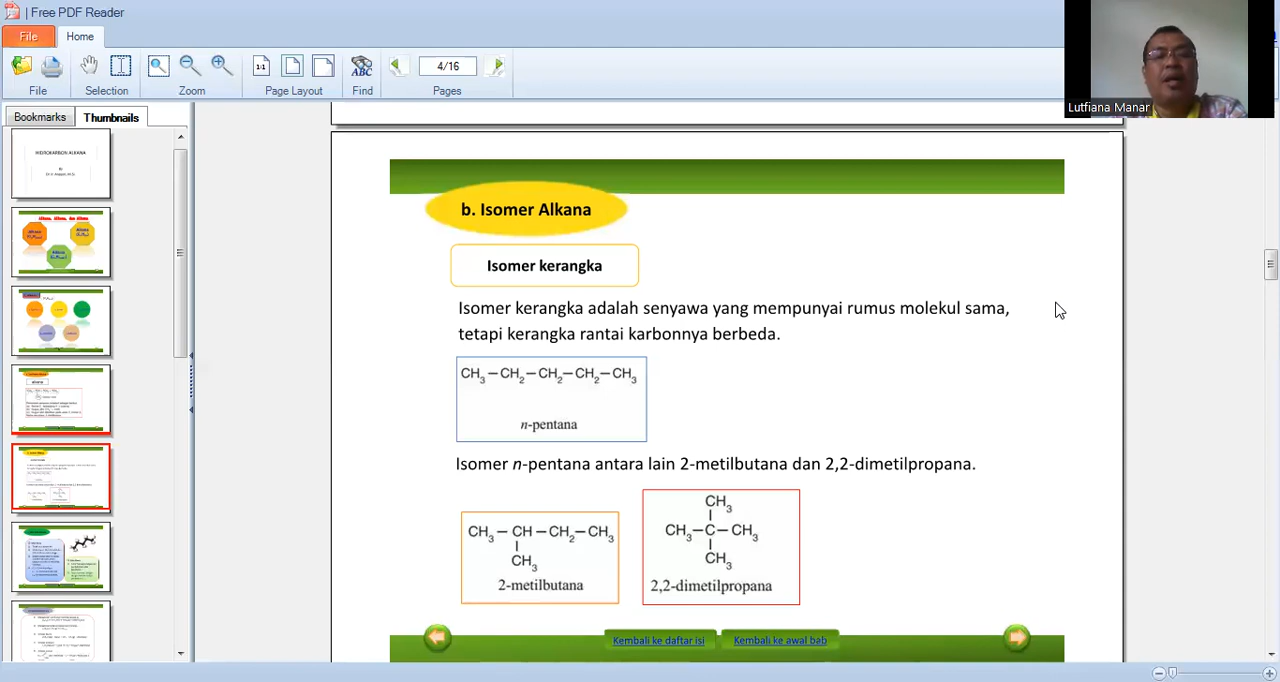 | Free PDF Reader
File
Home
File
Selection
Zoom
Page Layout
ABC
Find
4/16
Pages
Lutfiana Manar
Bookmarks
Thumbnails
HIDROKARBON ALKANA
b. Isomer Alkana
Isomer kerangka
Isomer kerangka adalah senyawa yang mempunyai rumus molekul sama,
tetapi kerangka rantai karbonnya berbeda.
CH3 – CH2 – CH2 – CH2 – CH3
n-pentana
Isomer n-pentana antara lain 2-metilbutana dan 2,2-dimetilpropana.
CH3 – CH – CH2 – CH3
CH3
2-metilbutana
CH3
CH3 – C – CH3
CH3
2,2-dimetilpropana
Kembali ke daftar isi
Kembali ke awal bab